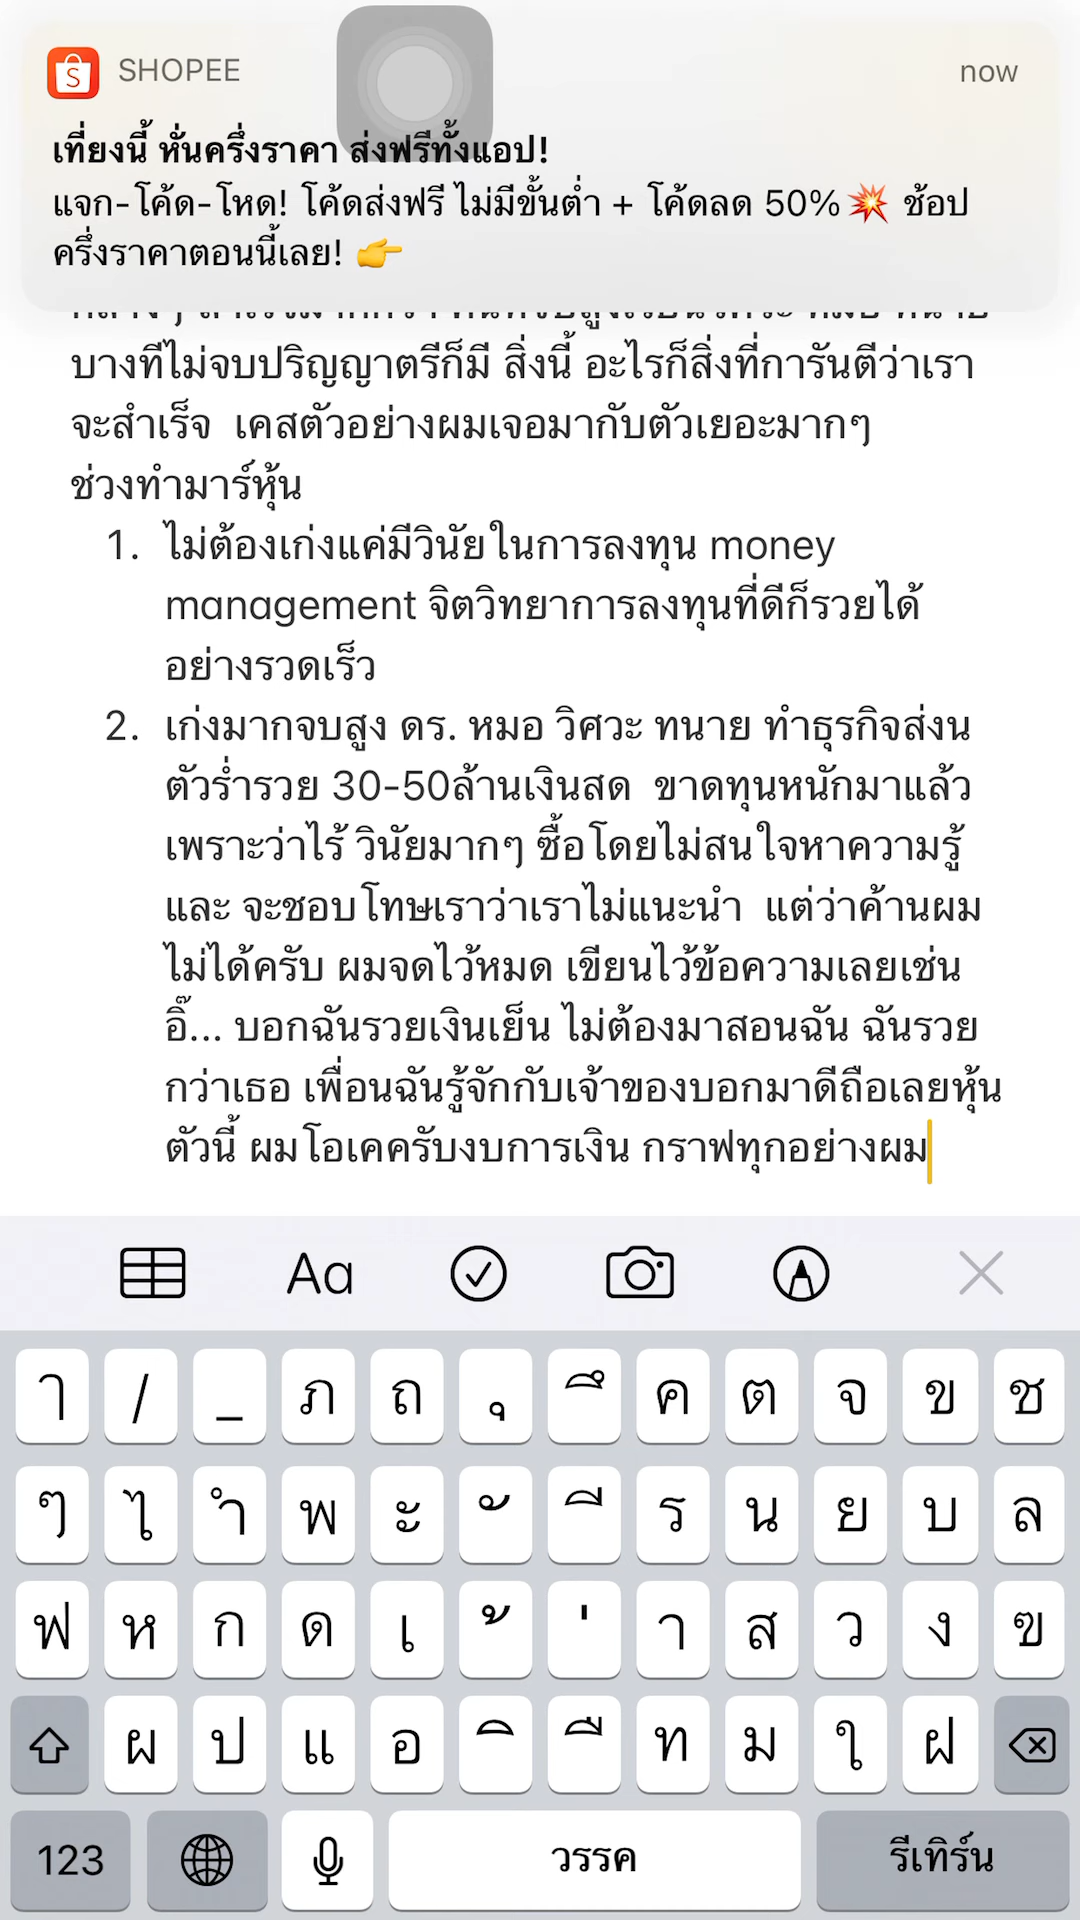 SHOPEE
now
เที่ยงนี้ หั่นครึ่งราคา ส่งฟรีทั้งแอป!
แจก-โค้ด-โหด! โค้ดส่งฟรี ไม่มีขั้นต่ำ + โค้ดลด 50%💥 ช้อป
ครึ่งราคาตอนนี้เลย! 👉
บางทีไม่จบปริญญาตรีก็มี สิ่งนี้ อะไรก็สิ่งที่การันตีว่าเรา
จะสำเร็จ  เคสตัวอย่างผมเจอมากับตัวเยอะมากๆ
ช่วงทำมาร์หุ้น
1. ไม่ต้องเก่งแค่มีวินัยในการลงทุน money
management จิตวิทยาการลงทุนที่ดีก็รวยได้
อย่างรวดเร็ว
2. เก่งมากจบสูง ดร. หมอ วิศวะ ทนาย ทำธุรกิจส่งน
ตัวร่ำรวย 30-50ล้านเงินสด  ขาดทุนหนักมาแล้ว
เพราะว่าไร้ วินัยมากๆ ซื้อโดยไม่สนใจหาความรู้
และ จะชอบโทษเราว่าเราไม่แนะนำ  แต่ว่าค้านผม
ไม่ได้ครับ ผมจดไว้หมด เขียนไว้ข้อความเลยเช่น
อิ๊... บอกฉันรวยเงินเย็น ไม่ต้องมาสอนฉัน ฉันรวย
กว่าเธอ เพื่อนฉันรู้จักกับเจ้าของบอกมาดีถือเลยหุ้น
ตัวนี้ ผมโอเคครับงบการเงิน กราฟทุกอย่างผม
Aa
ๅ / _ ภ ถ ุ ึ ค ต จ ข ช
ๆ ไ ำ พ ะ ั ี ร น ย บ ล
ฟ ห ก ด เ ้ ่ า ส ว ง ฃ
ผ ป แ อ ิ ื ท ม ใ ฝ
123 วรรค รีเทิร์น